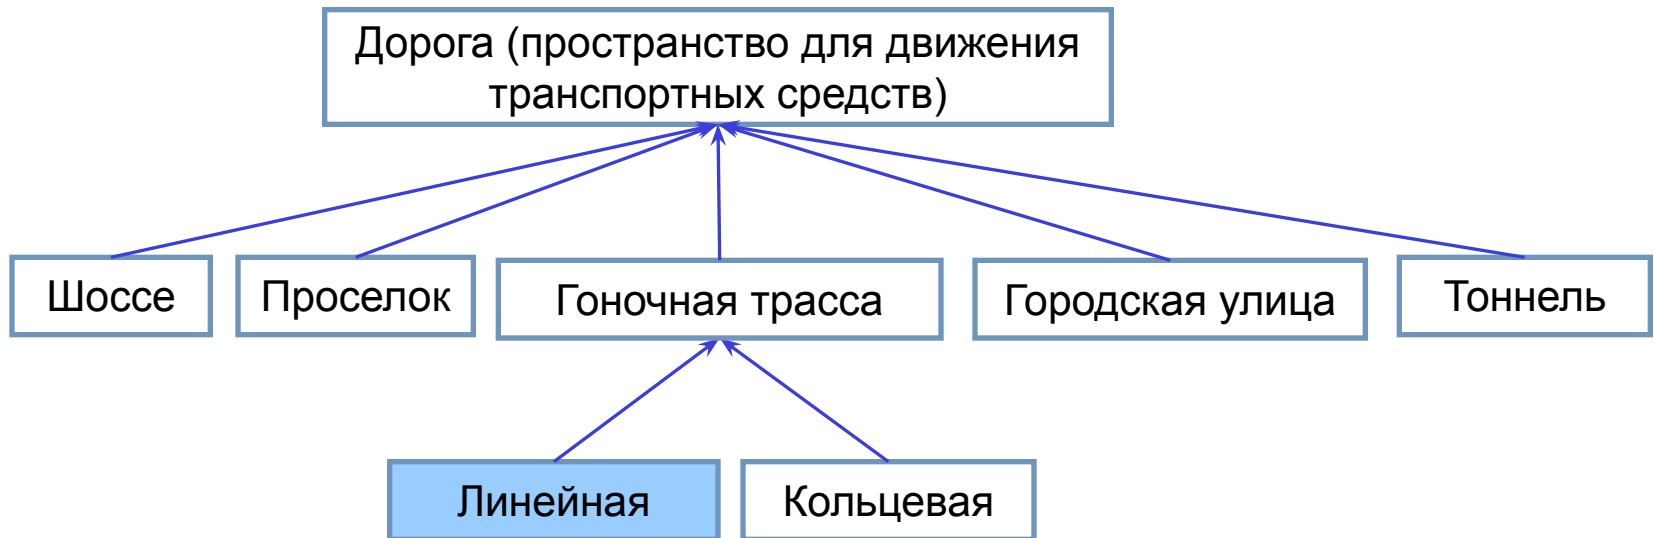 Дорога (пространство для движения
транспортных средств)
Шоссе
Проселок
Гоночная трасса
Городская улица
Тоннель
Линейная
Кольцевая